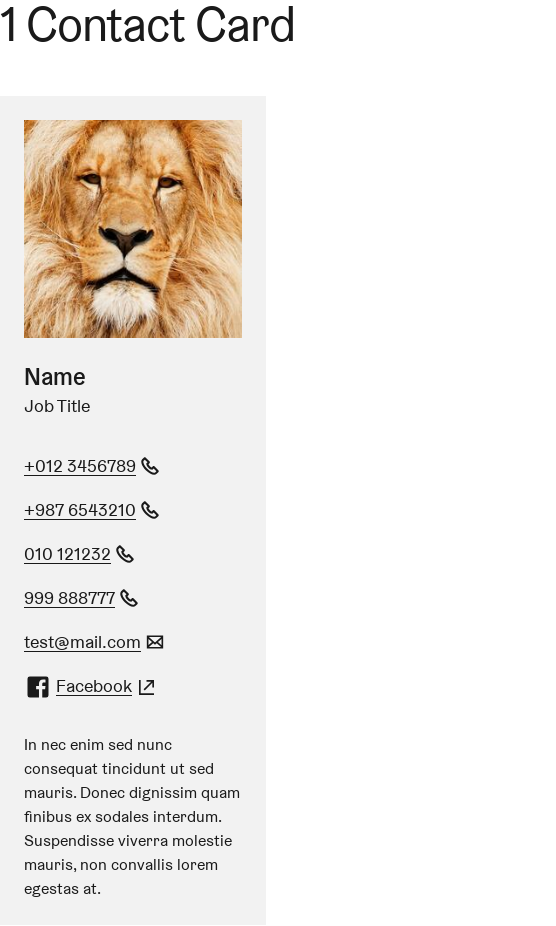 1 Contact Card
Name
Job Title
+012 3456789
+987 6543210
010 121232
999 888777
test@mail.com
Facebook
In nec enim sed nunc
consequat tincidunt ut sed
mauris. Donec dignissim quam
finibus ex sodales interdum.
Suspendisse viverra molestie
mauris, non convallis lorem
egestas at.